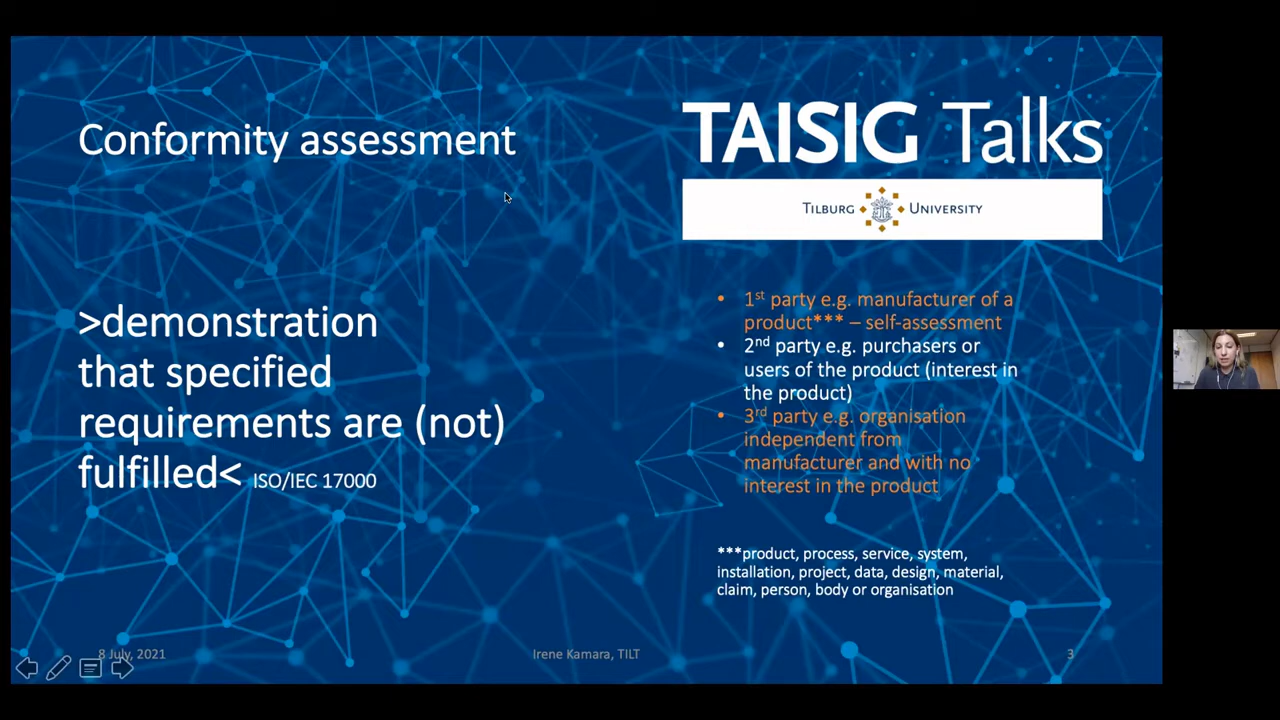 Conformity assessment
TAISIG Talks
TILBURG UNIVERSITY
>demonstration
that specified
requirements are (not)
fulfilled< ISO/IEC 17000
• 1st party e.g. manufacturer of a
product*** – self-assessment
• 2nd party e.g. purchasers or
users of the product (interest in
the product)
• 3rd party e.g. organisation
independent from
manufacturer and with no
interest in the product
***product, process, service, system,
installation, project, data, design, material,
claim, person, body or organisation
8 July, 2021
Irene Kamara, TILT
3